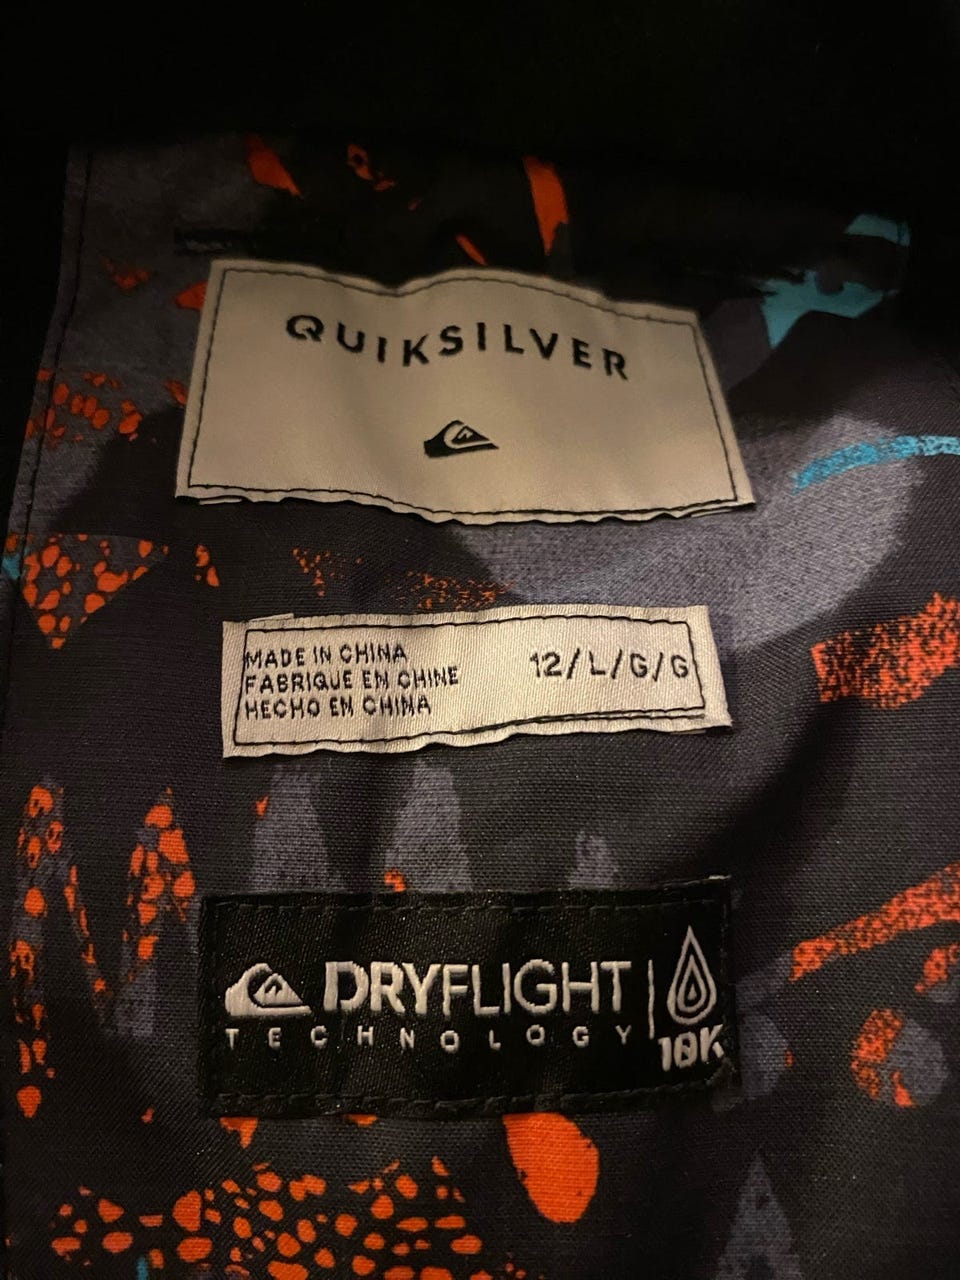 QUIKSILVER
MADE IN CHINA
FABRIQUE EN CHINE
HECHO EN CHINA
12/L/G/G
DRYFLIGHT
TECHNOLOGY
10K